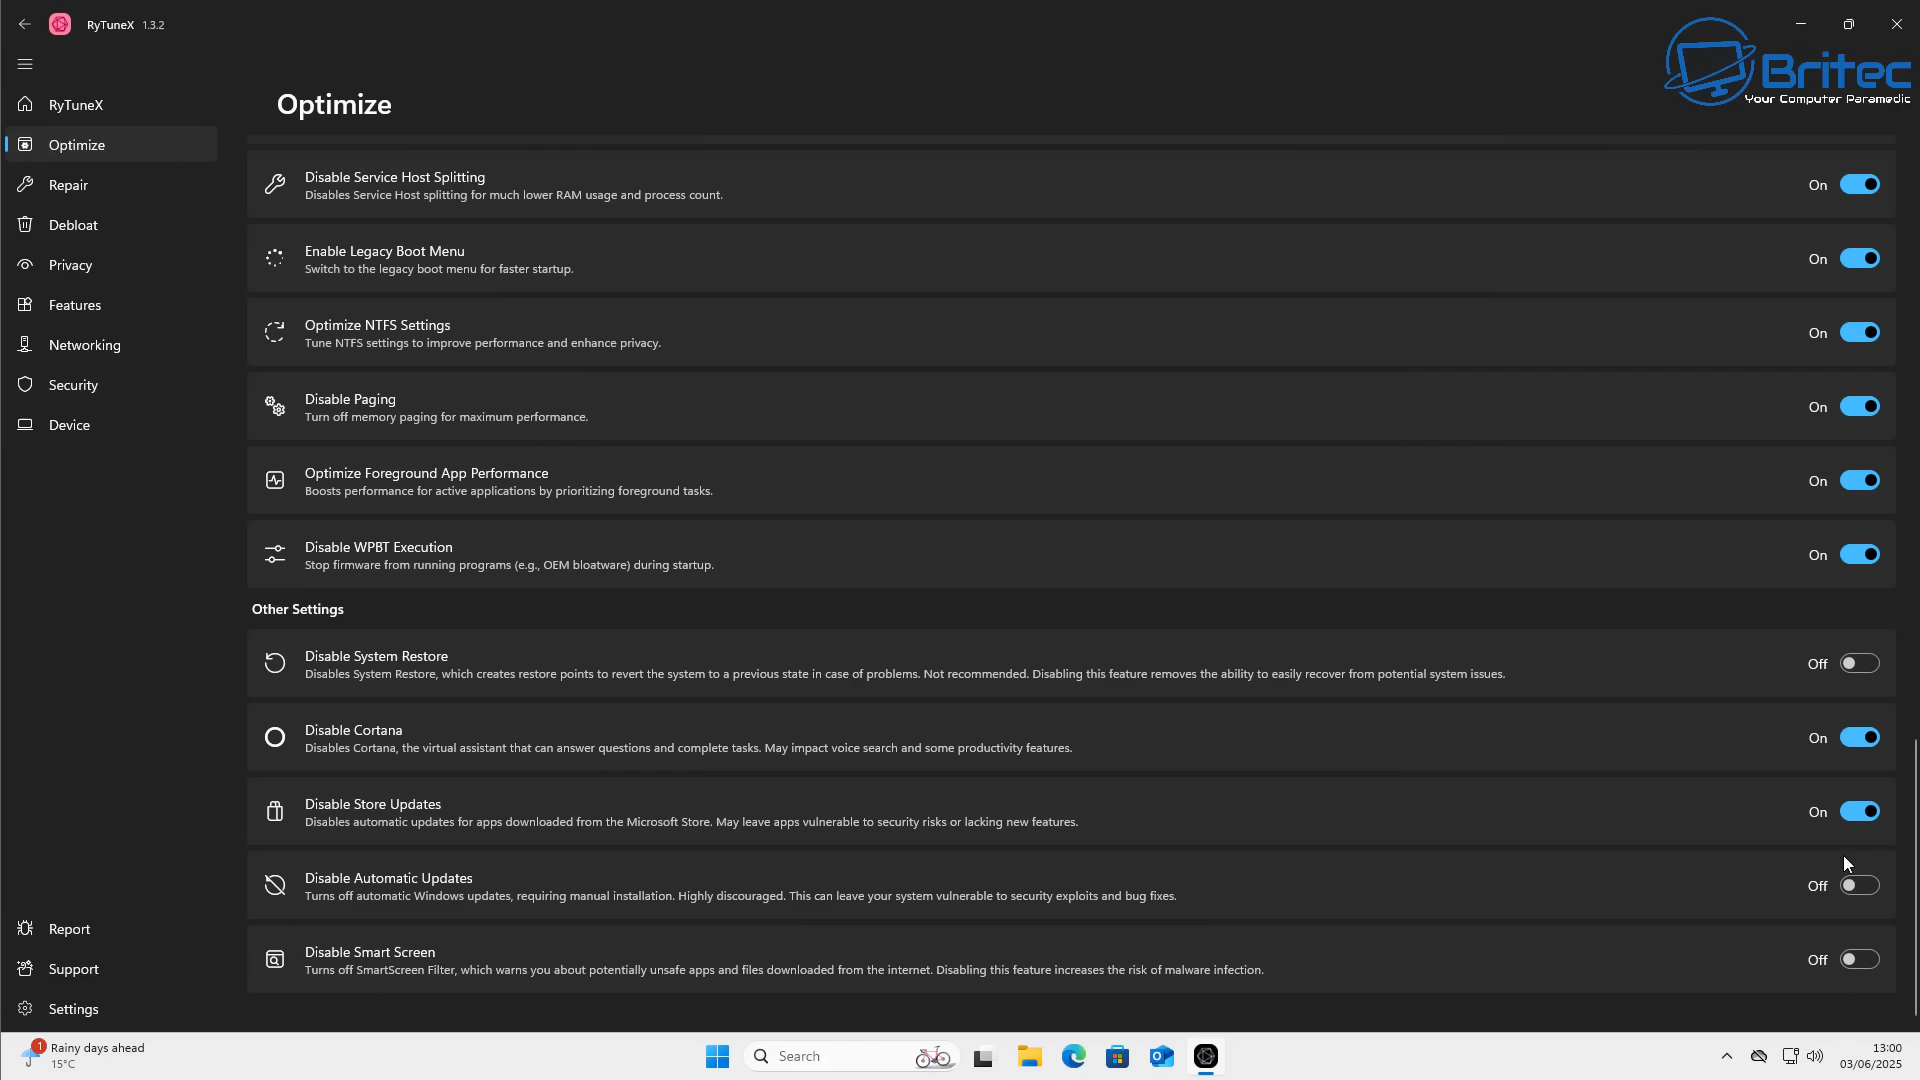 RyTuneX 1.3.2
Britec
Your Computer Paramedic
RyTuneX
Optimize
Repair
Debloat
Privacy
Features
Networking
Security
Device
Report
Support
Settings
Optimize
Disable Service Host Splitting
Disables Service Host splitting for much lower RAM usage and process count.
On
Enable Legacy Boot Menu
Switch to the legacy boot menu for faster startup.
On
Optimize NTFS Settings
Tune NTFS settings to improve performance and enhance privacy.
On
Disable Paging
Turn off memory paging for maximum performance.
On
Optimize Foreground App Performance
Boosts performance for active applications by prioritizing foreground tasks.
On
Disable WPBT Execution
Stop firmware from running programs (e.g., OEM bloatware) during startup.
On
Other Settings
Disable System Restore
Disables System Restore, which creates restore points to revert the system to a previous state in case of problems. Not recommended. Disabling this feature removes the ability to easily recover from potential system issues.
Off
Disable Cortana
Disables Cortana, the virtual assistant that can answer questions and complete tasks. May impact voice search and some productivity features.
On
Disable Store Updates
Disables automatic updates for apps downloaded from the Microsoft Store. May leave apps vulnerable to security risks or lacking new features.
On
Disable Automatic Updates
Turns off automatic Windows updates, requiring manual installation. Highly discouraged. This can leave your system vulnerable to security exploits and bug fixes.
Off
Disable Smart Screen
Turns off SmartScreen Filter, which warns you about potentially unsafe apps and files downloaded from the internet. Disabling this feature increases the risk of malware infection.
Off
1
Rainy days ahead
15°C
Search
13:00
03/06/2025